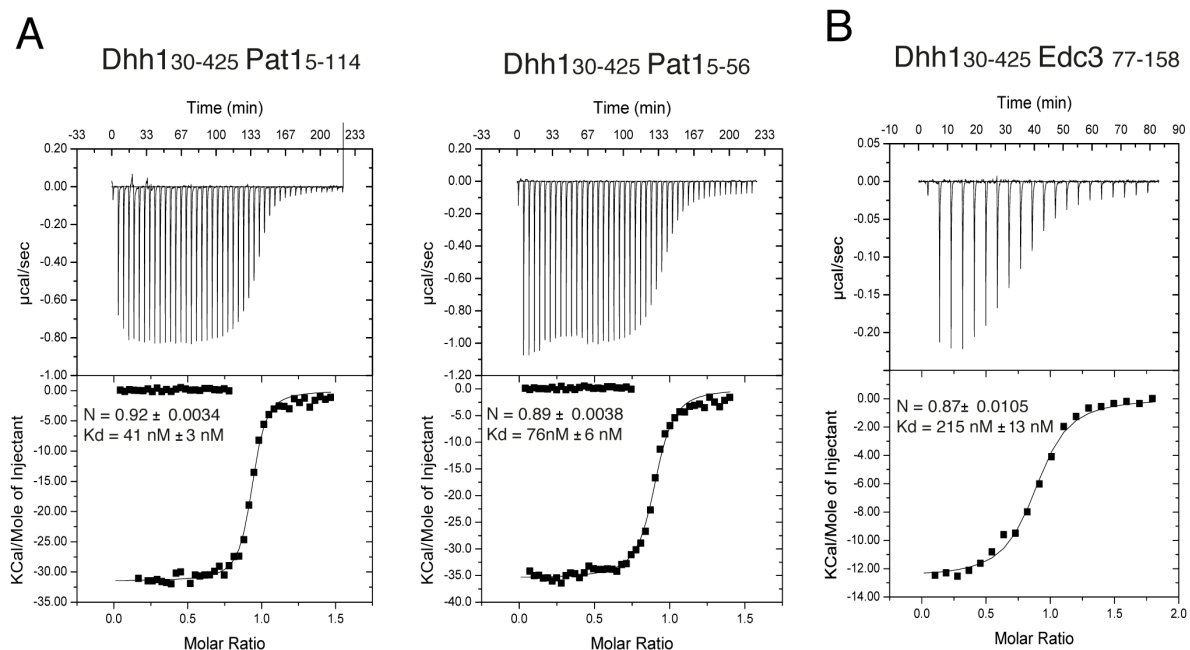 A
Dhh130-425 Pat15-114
Time (min)
-33 0 33 67 100 133 167 200 233
0.20
0.00
-0.20
-0.40
-0.60
-0.80
-1.00
µcal/sec
0.00
-5.00
-10.00
-15.00
-20.00
-25.00
-30.00
-35.00
KCal/Mole of Injectant
N = 0.92 ± 0.0034
Kd = 41 nM ±3 nM
0.0 0.5 1.0 1.5
Molar Ratio
Dhh130-425 Pat15-56
Time (min)
-33 0 33 67 100 133 167 200 233
0.20
0.00
-0.20
-0.40
-0.60
-0.80
-1.00
-1.20
µcal/sec
0.0
-5.0
-10.0
-15.0
-20.0
-25.0
-30.0
-35.0
-40.0
KCal/Mole of Injectant
N = 0.89 ± 0.0038
Kd = 76nM ±6 nM
0.0 0.5 1.0 1.5
Molar Ratio
B
Dhh130-425 Edc3 77-158
Time (min)
-10 0 10 20 30 40 50 60 70 80 90
0.05
0.00
-0.05
-0.10
-0.15
-0.20
µcal/sec
0.00
-2.00
-4.00
-6.00
-8.00
-10.00
-12.00
-14.00
KCal/Mole of Injectant
N = 0.87± 0.0105
Kd = 215 nM ±13 nM
0.0 0.5 1.0 1.5 2.0
Molar Ratio